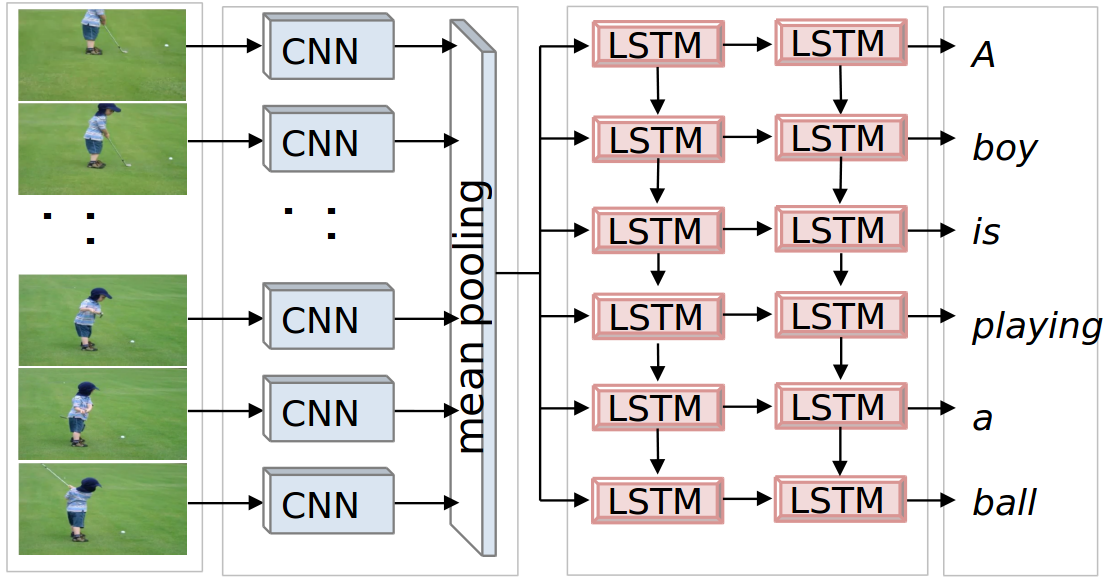 CNN
LSTM LSTM A
CNN
LSTM LSTM boy
LSTM LSTM is
mean pooling
CNN
LSTM LSTM playing
CNN
LSTM LSTM a
CNN
LSTM LSTM ball